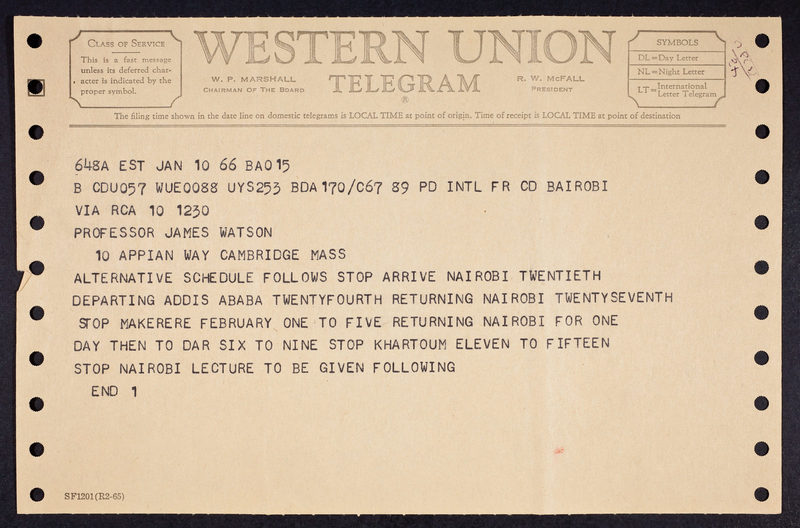 CLASS OF SERVICE
This is a fast message
unless its deferred char-
acter is indicated by the
proper symbol.
WESTERN UNION
TELEGRAM
®
W. P. MARSHALL
CHAIRMAN OF THE BOARD
R. W. McFALL
PRESIDENT
SYMBOLS
DL=Day Letter
NL=Night Letter
LT=International Letter Telegram
The filing time shown in the date line on domestic telegrams is LOCAL TIME at point of origin. Time of receipt is LOCAL TIME at point of destination
648A EST JAN 10 66 BA015
B CDU057 WUE0088 UYS253 BDA170/C67 89 PD INTL FR CD BAIROBI
VIA RCA 10 1230
PROFESSOR JAMES WATSON
10 APPIAN WAY CAMBRIDGE MASS
ALTERNATIVE SCHEDULE FOLLOWS STOP ARRIVE NAIROBI TWENTIETH
DEPARTING ADDIS ABABA TWENTYFOURTH RETURNING NAIROBI TWENTYSEVENTH
STOP MAKERERE FEBRUARY ONE TO FIVE RETURNING NAIROBI FOR ONE
DAY THEN TO DAR SIX TO NINE STOP KHARTOUM ELEVEN TO FIFTEEN
STOP NAIROBI LECTURE TO BE GIVEN FOLLOWING
END 1
SF1201(R2-65)